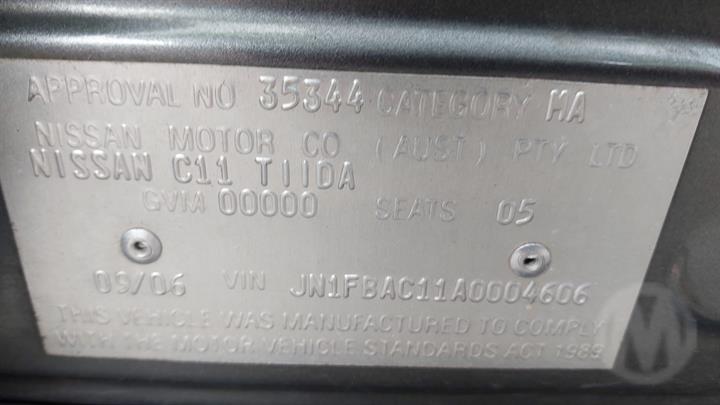 APPROVAL NO 35344 CATEGORY MA
NISSAN MOTOR CO (AUST) PTY LTD
NISSAN C11 TIIDA
GVM 00000 SEATS 05
09/06 VIN JN1FBAC11A0004606
THIS VEHICLE WAS MANUFACTURED TO COMPLY
WITH THE MOTOR VEHICLE STANDARDS ACT 1989
M